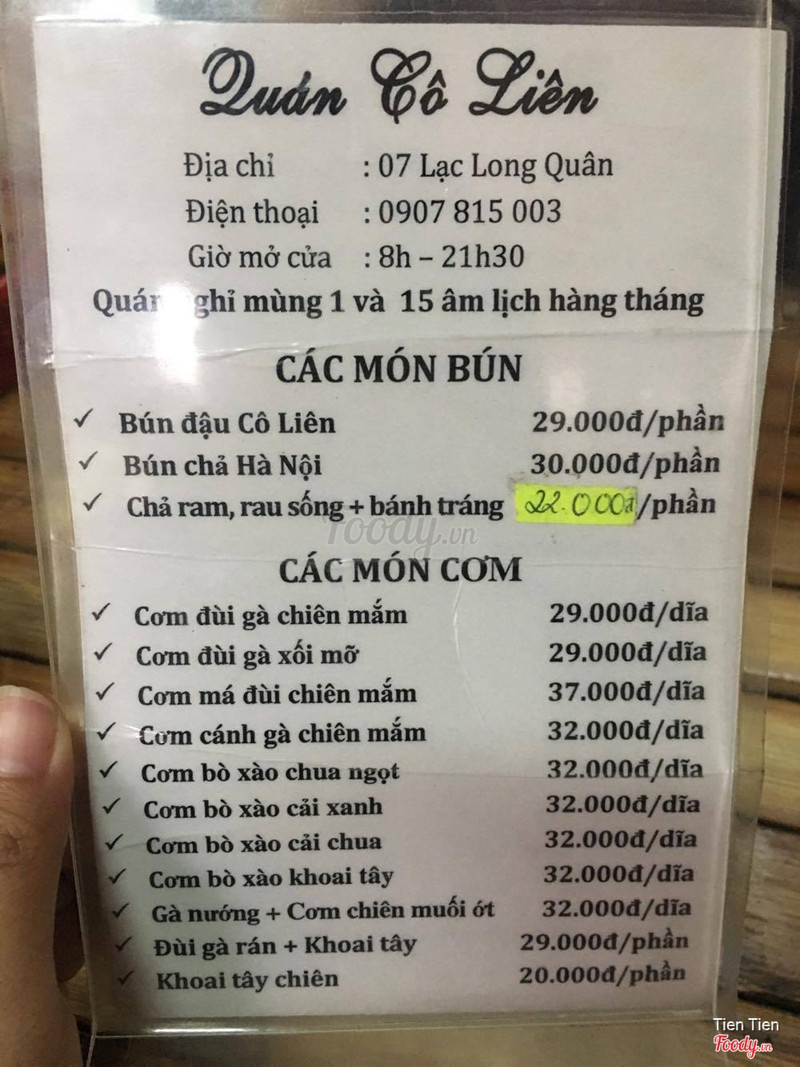 Quán Cô Liên
Địa chỉ : 07 Lạc Long Quân
Điện thoại : 0907 815 003
Giờ mở cửa : 8h – 21h30
Quán nghỉ mùng 1 và 15 âm lịch hàng tháng
CÁC MÓN BÚN
✓ Bún đậu Cô Liên 29.000đ/phần
✓ Bún chả Hà Nội 30.000đ/phần
✓ Chả ram, rau sống + bánh tráng 22.000đ/phần
foody.vn
CÁC MÓN CƠM
✓ Cơm đùi gà chiên mắm 29.000đ/dĩa
✓ Cơm đùi gà xối mỡ 29.000đ/dĩa
✓ Cơm má đùi chiên mắm 37.000đ/dĩa
✓ Cơm cánh gà chiên mắm 32.000đ/dĩa
✓ Cơm bò xào chua ngọt 32.000đ/dĩa
✓ Cơm bò xào cải xanh 32.000đ/dĩa
✓ Cơm bò xào cải chua 32.000đ/dĩa
✓ Cơm bò xào khoai tây 32.000đ/dĩa
✓ Gà nướng + Cơm chiên muối ớt 32.000đ/dĩa
✓ Đùi gà rán + Khoai tây 29.000đ/phần
✓ Khoai tây chiên 20.000đ/phần
Tien Tien
Foody.vn